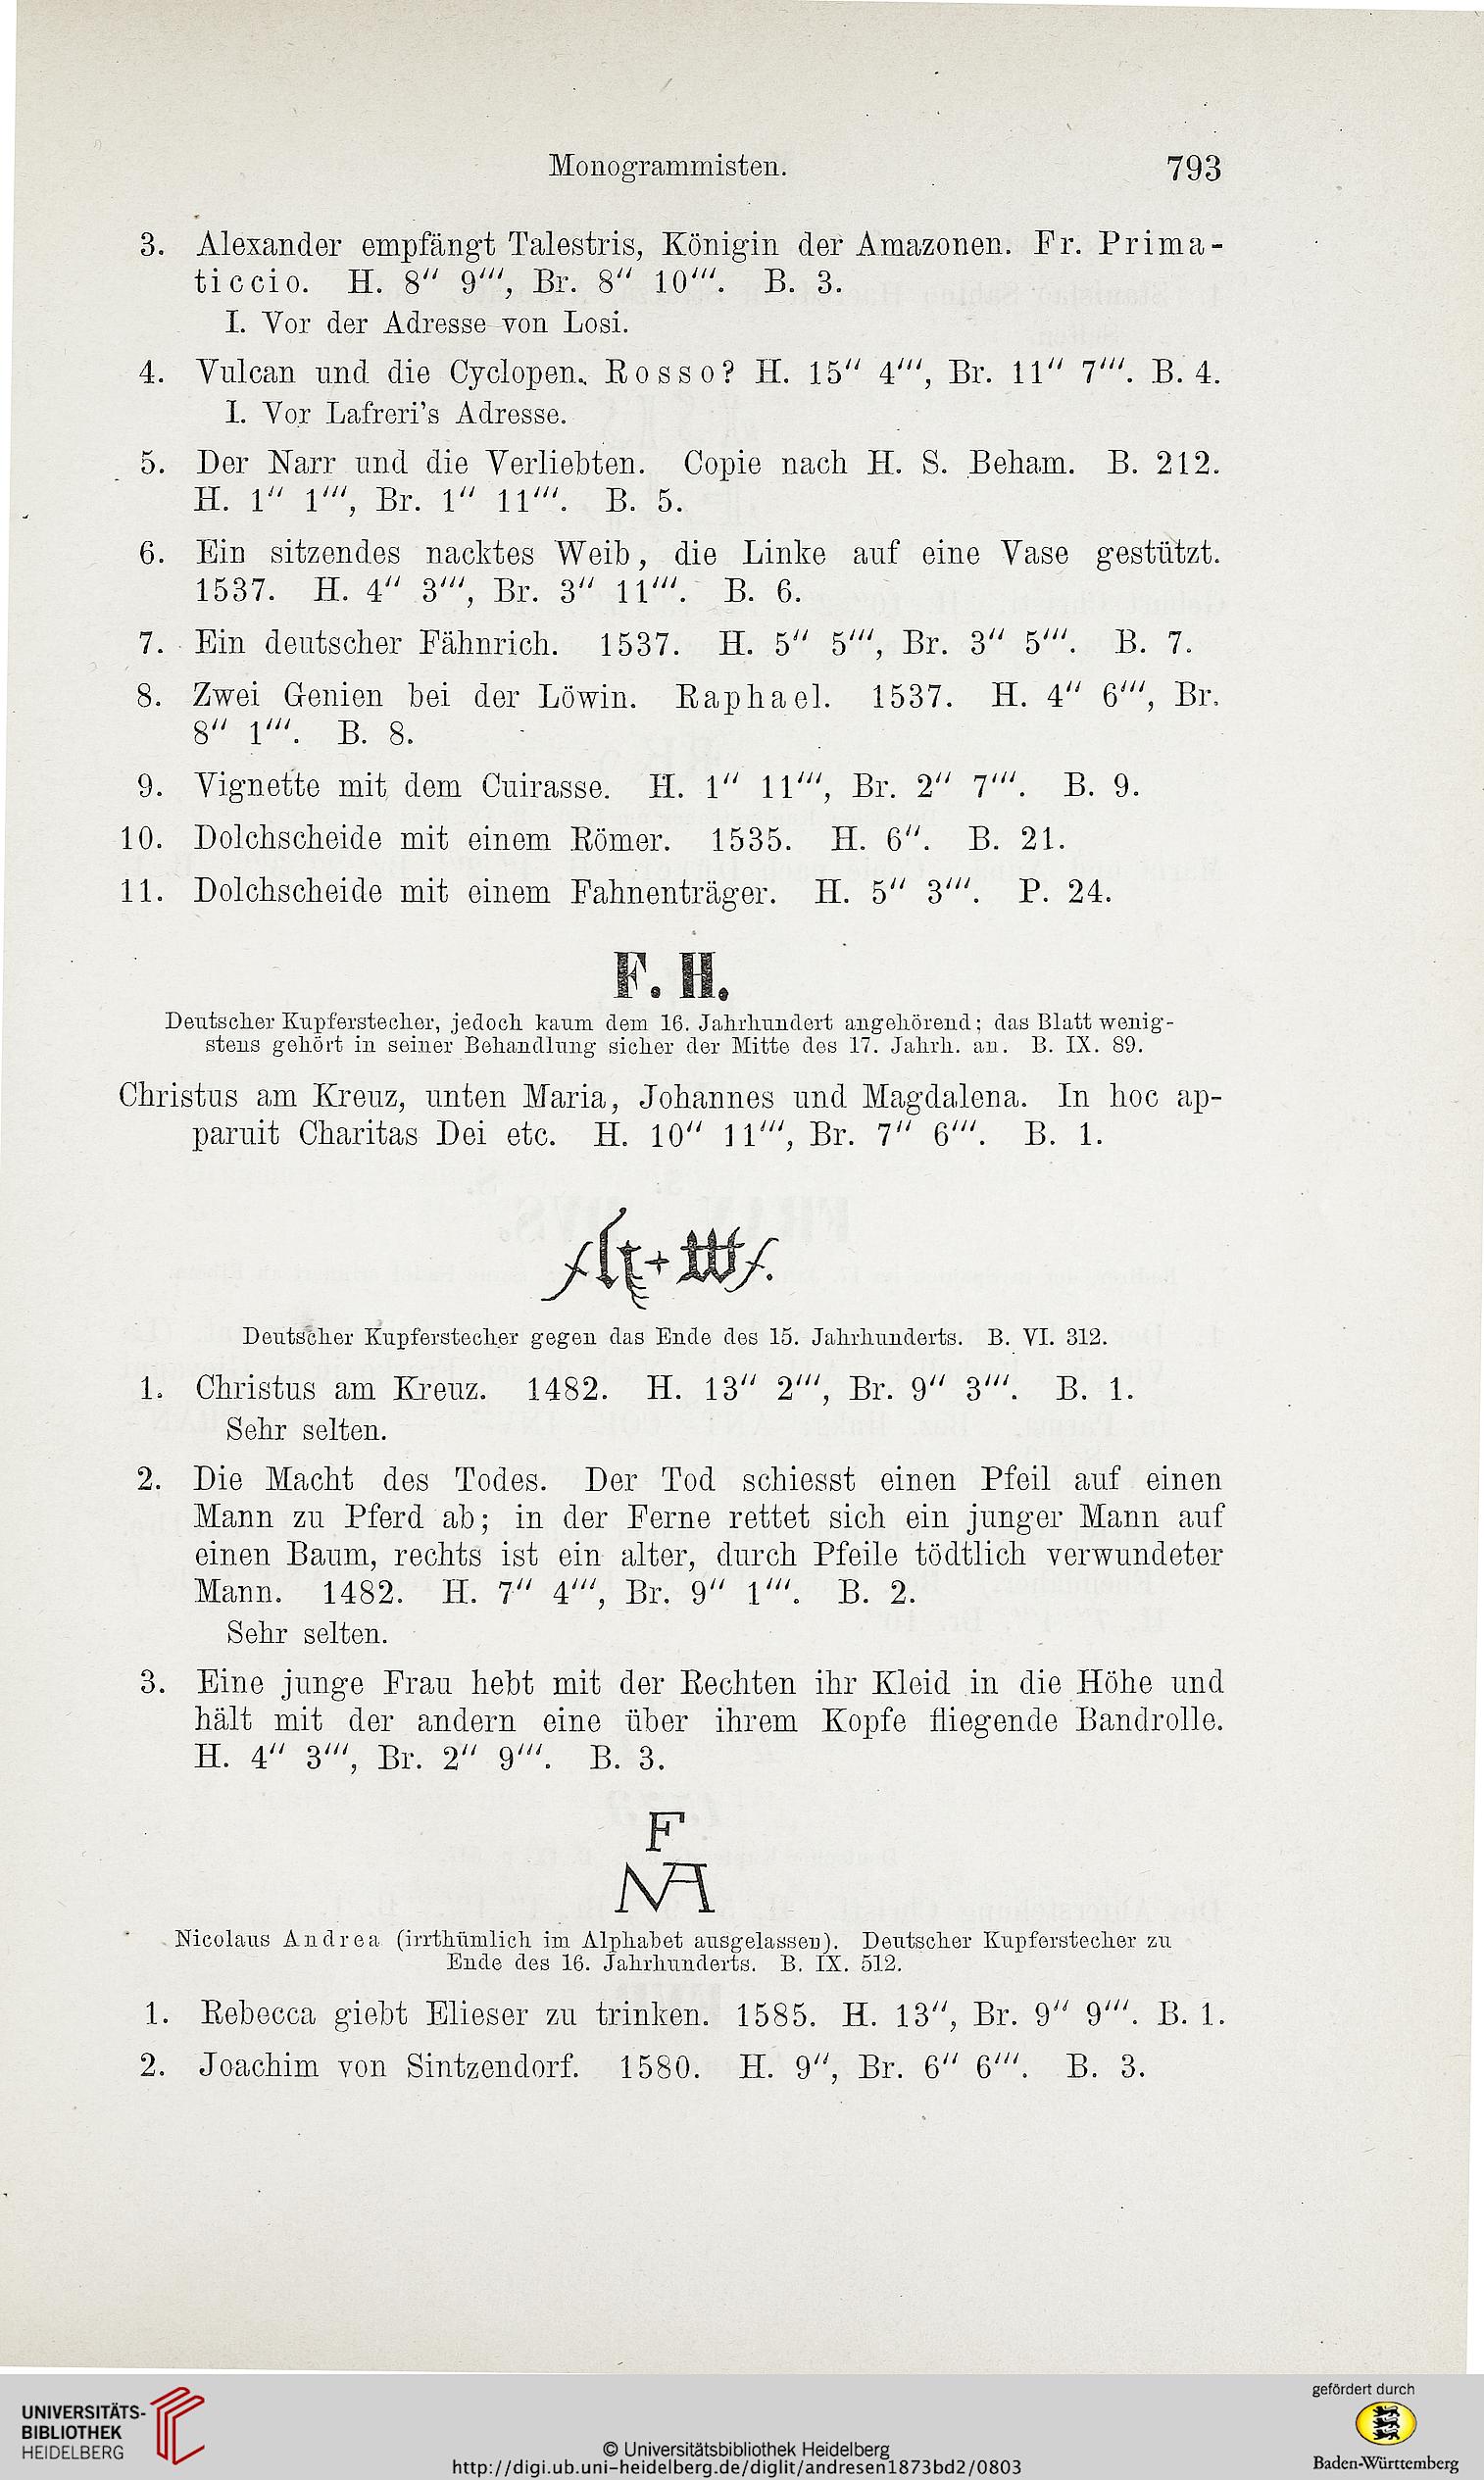 Monogrammisten. 793
3. Alexander empfängt Talestris, Königin der Amazonen. Fr. Prima-
ticcio. H. 8″ 9‴, Br. 8″ 10‴. B. 3.
I. Vor der Adresse von Losi.
4. Vulcan und die Cyclopen. Rosso? H. 15″ 4‴, Br. 11″ 7‴. B. 4.
I. Vor Lafreri's Adresse.
5. Der Narr und die Verliebten. Copie nach H. S. Beham. B. 212.
H. 1″ 1‴, Br. 1″ 11‴. B. 5.
6. Ein sitzendes nacktes Weib, die Linke auf eine Vase gestützt.
1537. H. 4″ 3‴, Br. 3″ 11‴. B. 6.
7. Ein deutscher Fähnrich. 1537. H. 5″ 5‴, Br. 3″ 5‴. B. 7.
8. Zwei Genien bei der Löwin. Raphael. 1537. H. 4″ 6‴, Br.
8″ 1‴. B. 8.
9. Vignette mit dem Cuirasse. H. 1″ 11‴, Br. 2″ 7‴. B. 9.
10. Dolchscheide mit einem Römer. 1535. H. 6″. B. 21.
11. Dolchscheide mit einem Fahnenträger. H. 5″ 3‴. P. 24.
F. H.
Deutscher Kupferstecher, jedoch kaum dem 16. Jahrhundert angehörend; das Blatt wenig-
stens gehört in seiner Behandlung sicher der Mitte des 17. Jahrh. an. B. IX. 89.
Christus am Kreuz, unten Maria, Johannes und Magdalena. In hoc ap-
paruit Charitas Dei etc. H. 10″ 11‴, Br. 7″ 6‴. B. 1.
Deutscher Kupferstecher gegen das Ende des 15. Jahrhunderts. B. VI. 312.
1. Christus am Kreuz. 1482. H. 13″ 2‴, Br. 9″ 3‴. B. 1.
Sehr selten.
2. Die Macht des Todes. Der Tod schiesst einen Pfeil auf einen
Mann zu Pferd ab; in der Ferne rettet sich ein junger Mann auf
einen Baum, rechts ist ein alter, durch Pfeile tödtlich verwundeter
Mann. 1482. H. 7″ 4‴, Br. 9″ 1‴. B. 2.
Sehr selten.
3. Eine junge Frau hebt mit der Rechten ihr Kleid in die Höhe und
hält mit der andern eine über ihrem Kopfe fliegende Bandrolle.
H. 4″ 3‴, Br. 2″ 9‴. B. 3.
F
NA
Nicolaus Andrea (irrthümlich im Alphabet ausgelassen). Deutscher Kupferstecher zu
Ende des 16. Jahrhunderts. B. IX. 512.
1. Rebecca giebt Elieser zu trinken. 1585. H. 13″, Br. 9″ 9‴. B. 1.
2. Joachim von Sintzendorf. 1580. H. 9″, Br. 6″ 6‴. B. 3.
UNIVERSITÄTS-
BIBLIOTHEK
HEIDELBERG
© Universitätsbibliothek Heidelberg
http://digi.ub.uni-heidelberg.de/diglit/andresen1873bd2/0803
gefördert durch
Baden-Württemberg